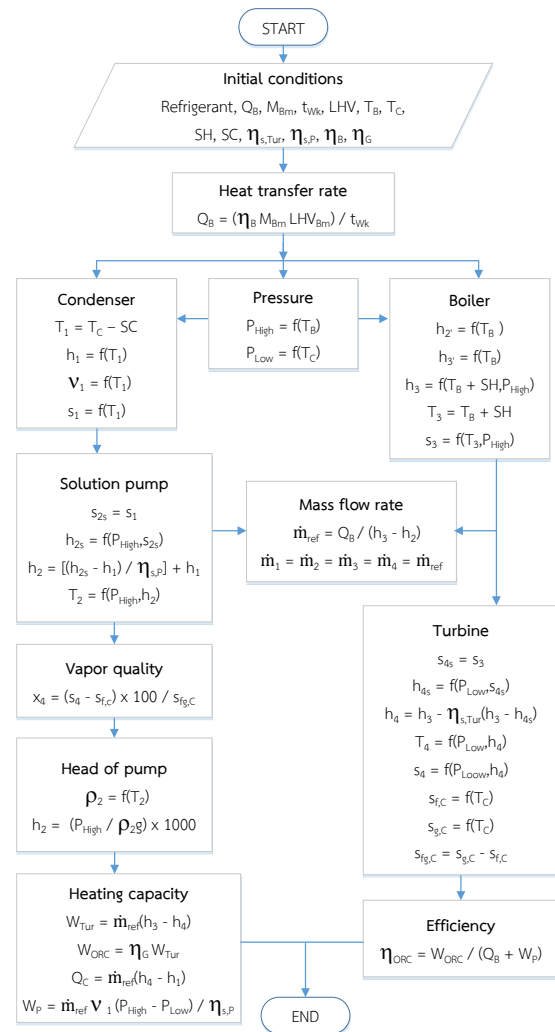 START
Initial conditions
Refrigerant, Q_B, M_Bm, t_Wk, LHV, T_B, T_C,
SH, SC, η_s,Tur, η_s,P, η_B, η_G
Heat transfer rate
Q_B = (η_B M_Bm LHV_Bm) / t_Wk
Condenser
T_1 = T_C – SC
h_1 = f(T_1)
ν_1 = f(T_1)
s_1 = f(T_1)
Pressure
P_High = f(T_B)
P_Low = f(T_C)
Boiler
h_2' = f(T_B )
h_3' = f(T_B)
h_3 = f(T_B + SH,P_High)
T_3 = T_B + SH
s_3 = f(T_3,P_High)
Solution pump
s_2s = s_1
h_2s = f(P_High,s_2s)
h_2 = [(h_2s - h_1) / η_s,P] + h_1
T_2 = f(P_High,h_2)
Mass flow rate
ṁ_ref = Q_B / (h_3 - h_2)
ṁ_1 = ṁ_2 = ṁ_3 = ṁ_4 = ṁ_ref
Turbine
s_4s = s_3
h_4s = f(P_Low,s_4s)
h_4 = h_3 - η_s,Tur(h_3 - h_4s)
T_4 = f(P_Low,h_4)
s_4 = f(P_Loow,h_4)
s_f,C = f(T_C)
s_g,C = f(T_C)
s_fg,C = s_g,C - s_f,C
Vapor quality
x_4 = (s_4 - s_f,c) x 100 / s_fg,C
Head of pump
ρ_2 = f(T_2)
h_2 = (P_High / ρ_2g) x 1000
Heating capacity
W_Tur = ṁ_ref(h_3 - h_4)
W_ORC = η_G W_Tur
Q_C = ṁ_ref(h_4 - h_1)
W_P = ṁ_ref ν_1 (P_High - P_Low) / η_s,P
Efficiency
η_ORC = W_ORC / (Q_B + W_P)
END